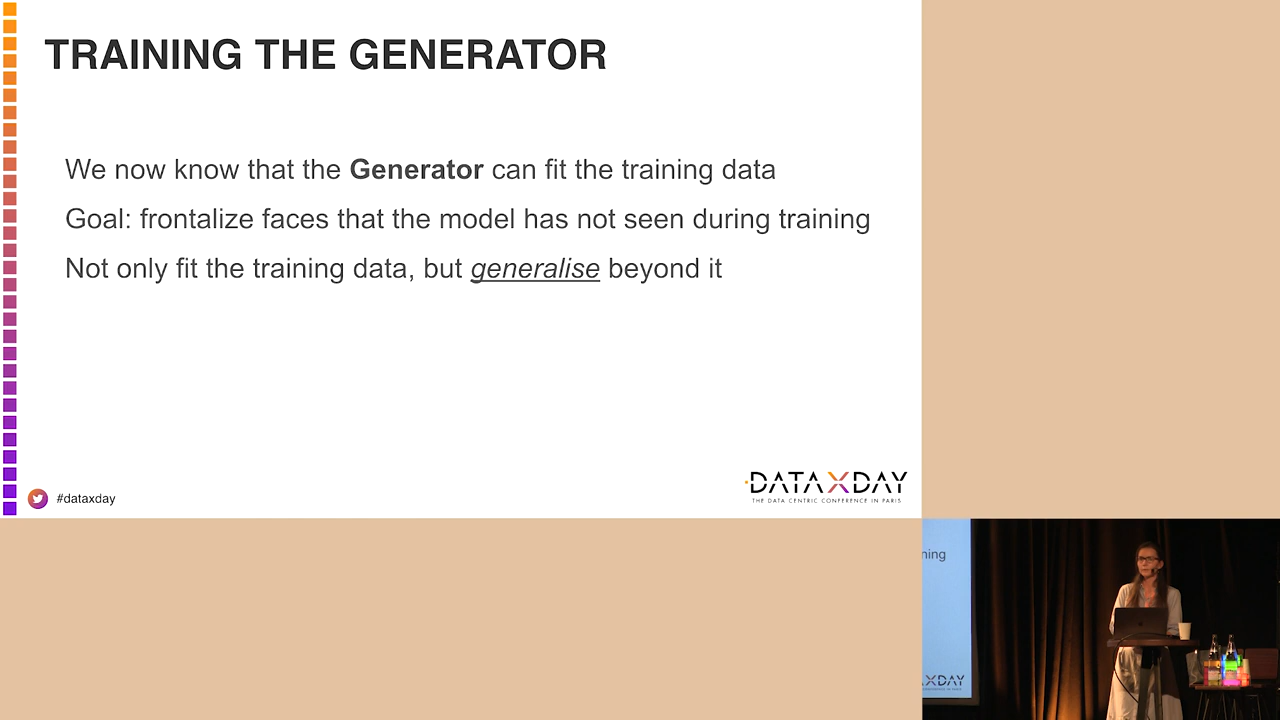 TRAINING THE GENERATOR
We now know that the Generator can fit the training data
Goal: frontalize faces that the model has not seen during training
Not only fit the training data, but generalise beyond it
#dataxday
DATAXDAY
THE DATA CENTRIC CONFERENCE IN PARIS
ning
XDAY